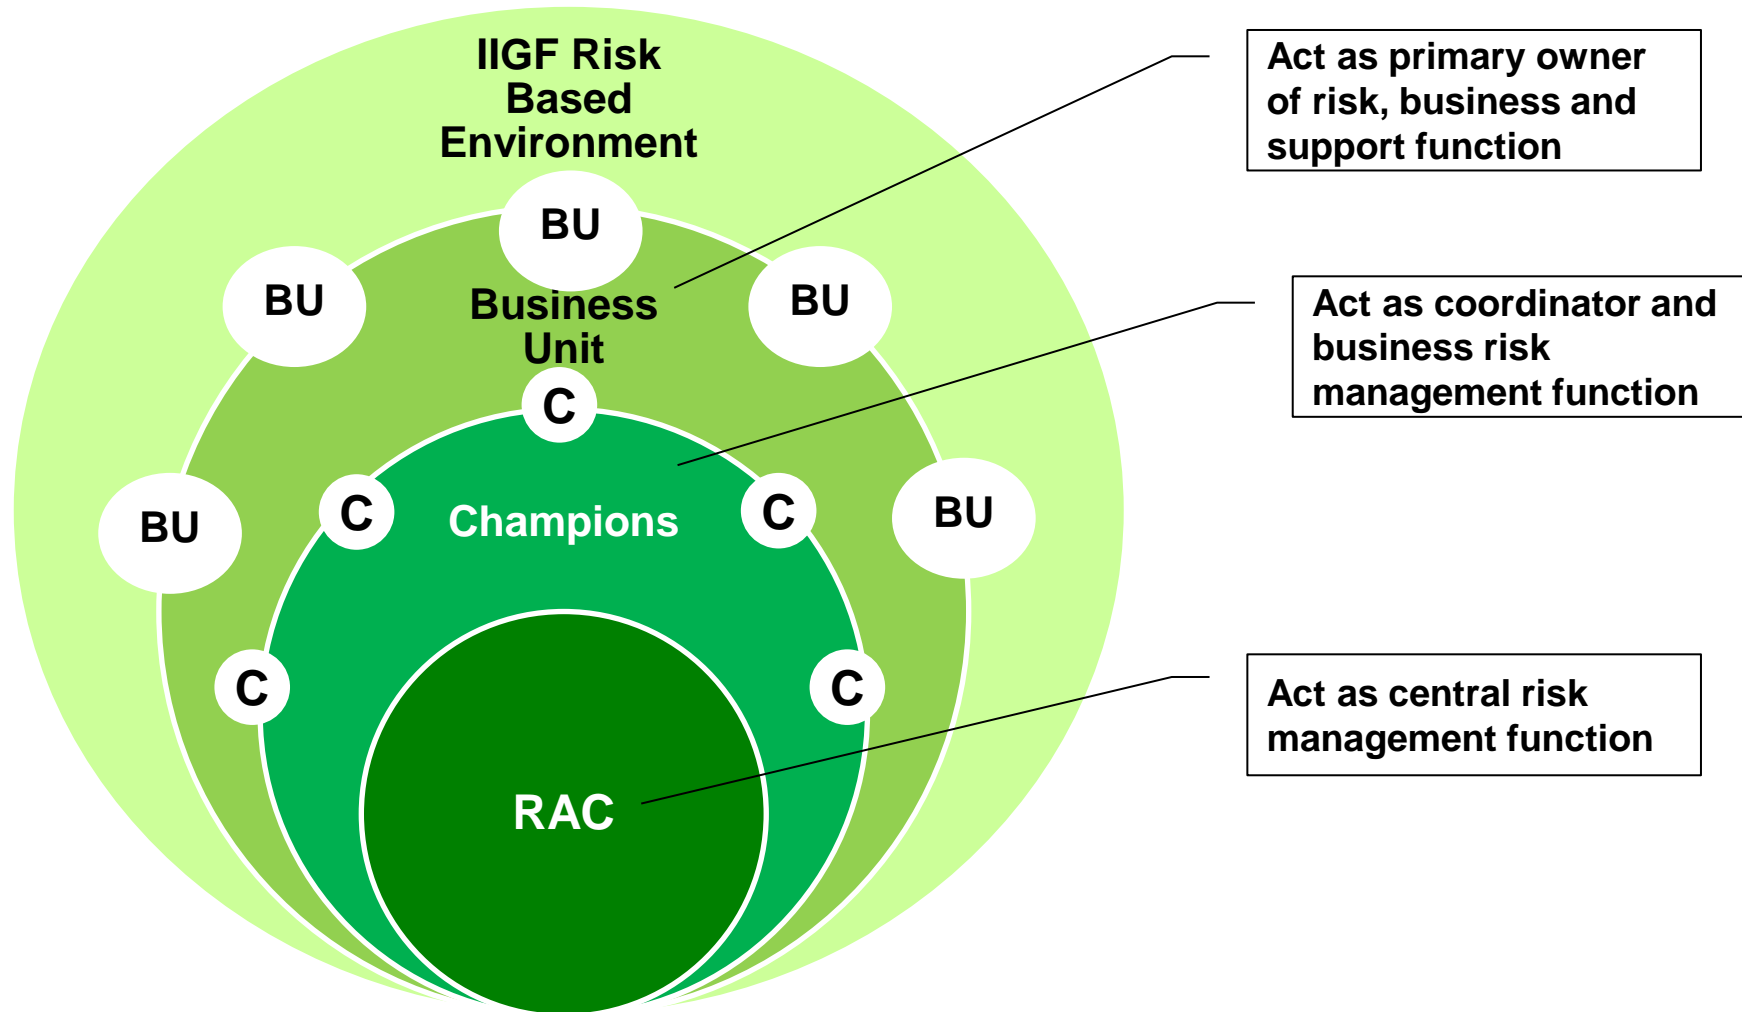 IIGF Risk
Based
Environment
Act as primary owner
of risk, business and
support function
BU
BU
BU
Business
Unit
Act as coordinator and
business risk
management function
C
BU
C
Champions
C
BU
C
C
Act as central risk
management function
RAC